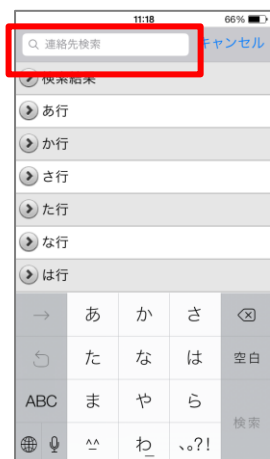 11:18 66%
連絡先検索 キャンセル
検索結果
あ行
か行
さ行
た行
な行
は行
→ あ か さ
た な は 空白
ABC ま や ら
^^ わ 、。?! 検索